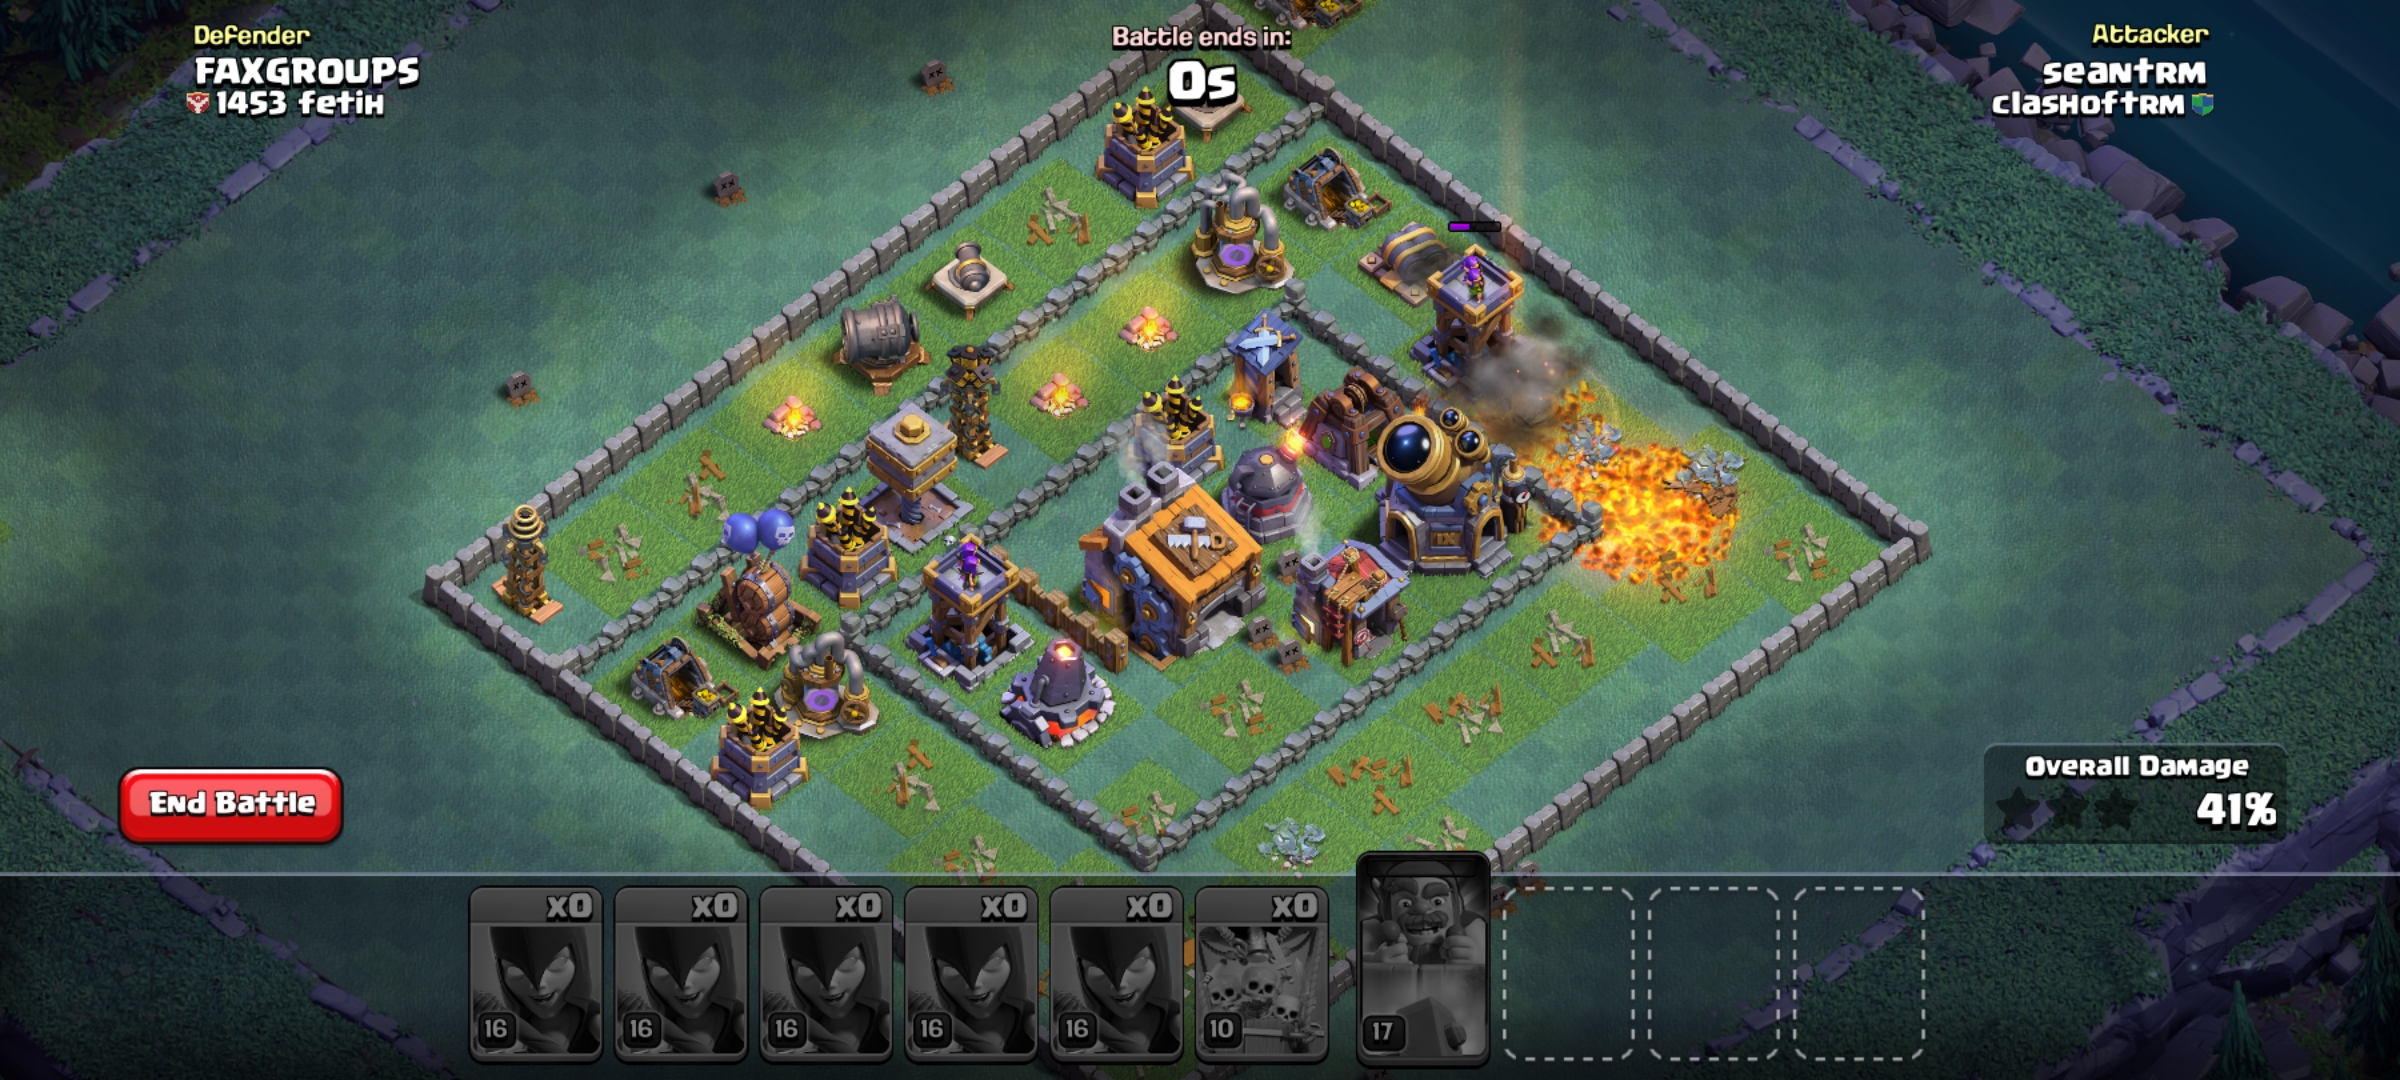 Defender
FAXGROUPS
1453 fetih
Battle ends in:
0s
Attacker
seantRM
clashoftRM
End Battle
Overall Damage
41%
x0
x0
x0
x0
x0
x0
16
16
16
16
16
10
17